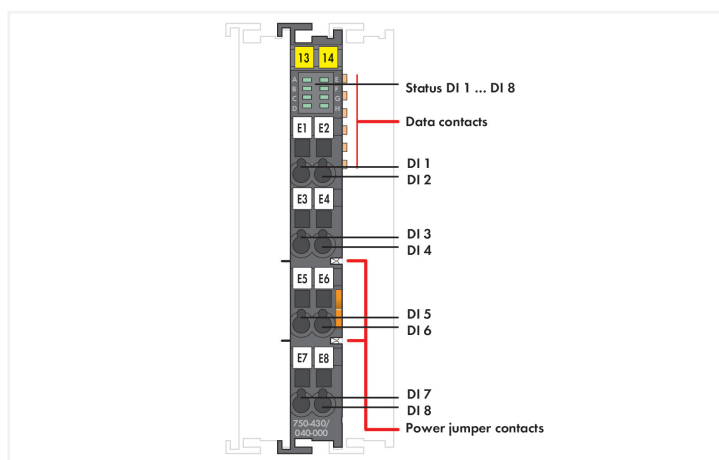 13 14
A E
B F
C G
D H
Status DI 1 ... DI 8
Data contacts
E1 E2
DI 1
DI 2
E3 E4
DI 3
DI 4
E5 E6
DI 5
DI 6
E7 E8
DI 7
DI 8
750-430/
040-000
Power jumper contacts